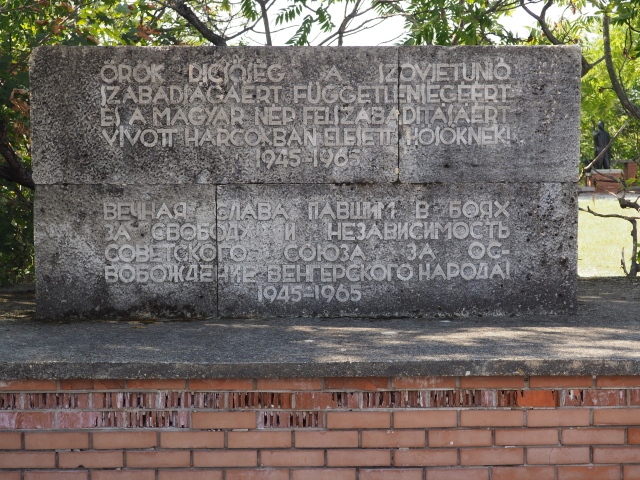 ÖRÖK DICSŐSÉG A SZOVJETUNIÓ
SZABADSÁGÁÉRT FÜGGETLENSÉGÉÉRT
ÉS A MAGYAR NÉP FELSZABADÍTÁSÁÉRT
VÍVOTT HARCOKBAN ELESETT HŐSÖKNEK!
1945-1965
ВЕЧНАЯ СЛАВА ПАВШИМ В БОЯХ
ЗА СВОБОДУ И НЕЗАВИСИМОСТЬ
СОВЕТСКОГО СОЮЗА ЗА ОС-
ВОБОЖДЕНИЕ ВЕНГЕРСКОГО НАРОДА!
1945-1965